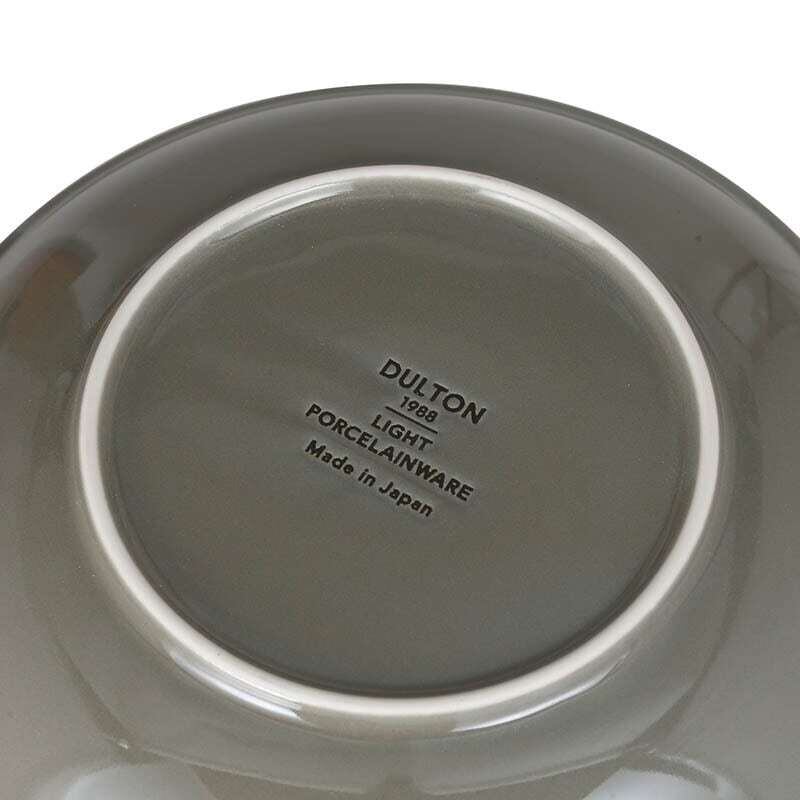 DULTON
1988
LIGHT
PORCELAINWARE
Made in Japan